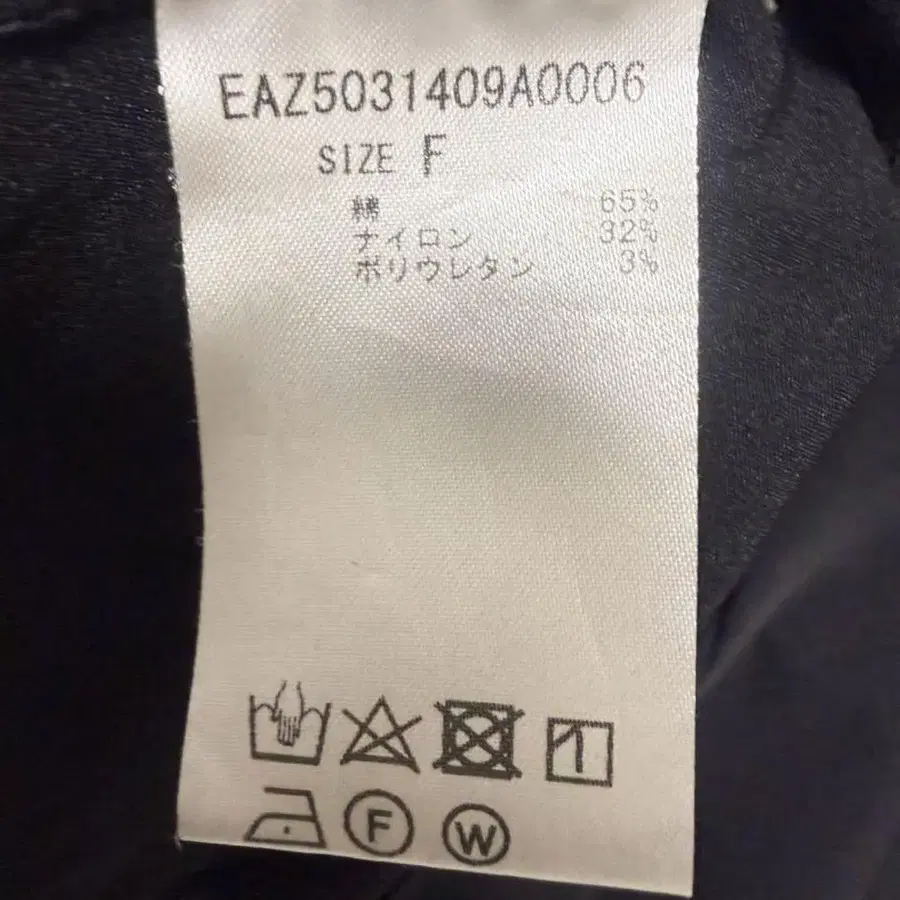 EAZ5031409A0006
SIZE F
綿 65%
ナイロン 32%
ポリウレタン 3%
F W